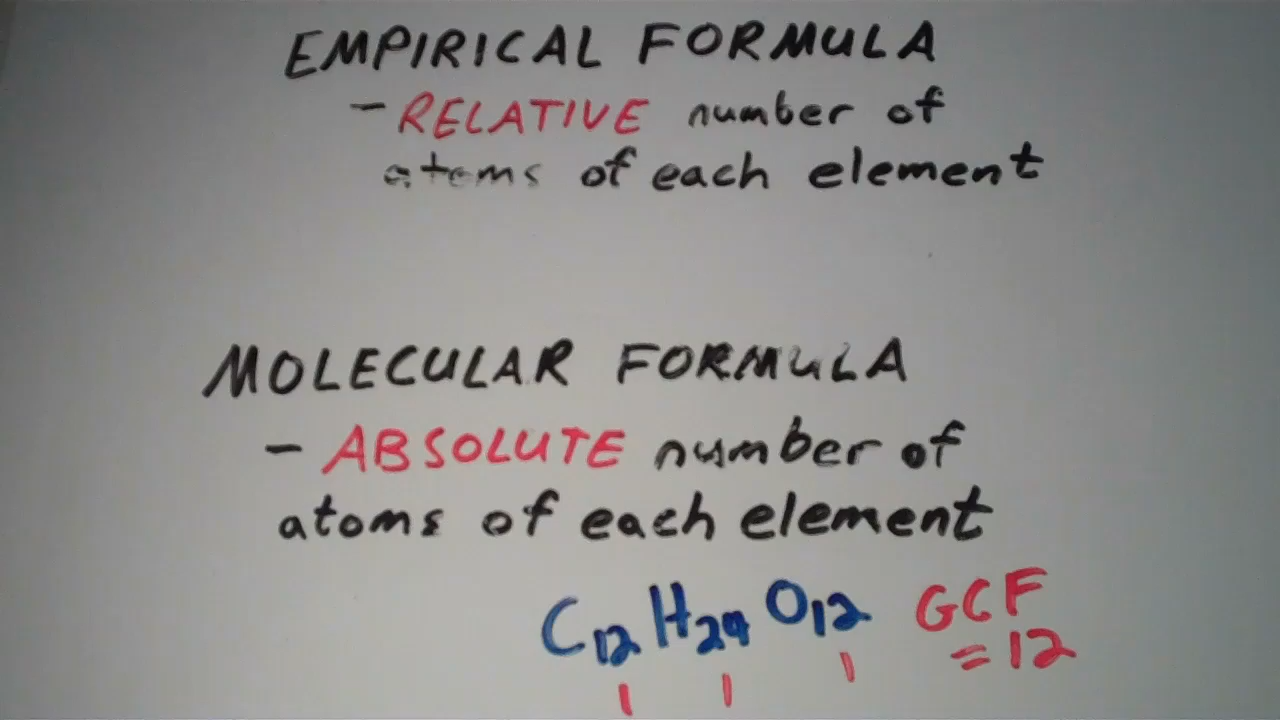 EMPIRICAL FORMULA
- RELATIVE number of
atoms of each element
MOLECULAR FORMULA
- ABSOLUTE number of
atoms of each element
C12 H24 O12 GCF
= 12
| | |